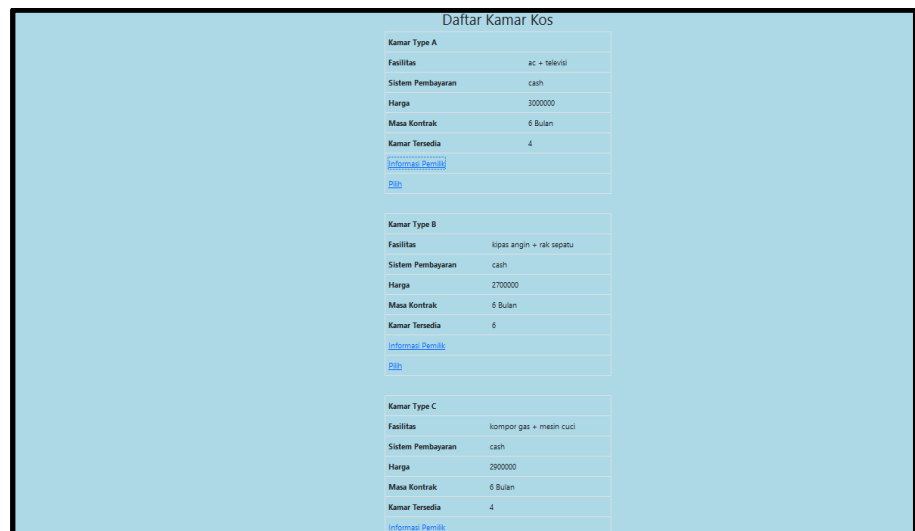 Daftar Kamar Kos
Kamar Type A
Fasilitas ac + televisi
Sistem Pembayaran cash
Harga 3000000
Masa Kontrak 6 Bulan
Kamar Tersedia 4
Informasi Pemilik
Pilih
Kamar Type B
Fasilitas kipas angin + rak sepatu
Sistem Pembayaran cash
Harga 2700000
Masa Kontrak 6 Bulan
Kamar Tersedia 6
Informasi Pemilik
Pilih
Kamar Type C
Fasilitas kompor gas + mesin cuci
Sistem Pembayaran cash
Harga 2900000
Masa Kontrak 6 Bulan
Kamar Tersedia 4
Informasi Pemilik